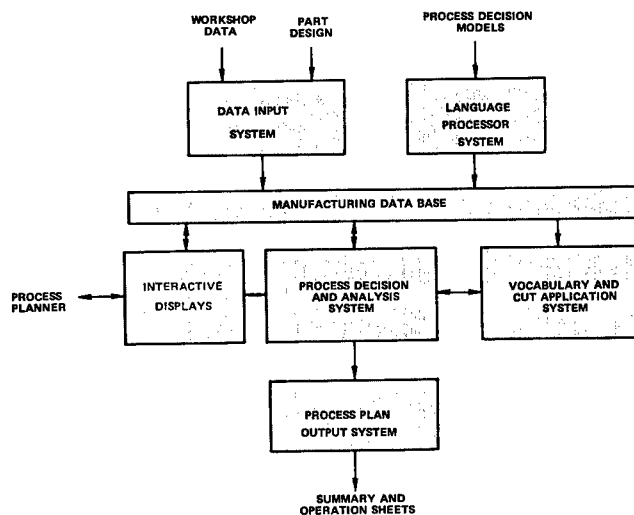 WORKSHOP
DATA
PART
DESIGN
PROCESS DECISION
MODELS
DATA INPUT
SYSTEM
LANGUAGE
PROCESSOR
SYSTEM
MANUFACTURING DATA BASE
PROCESS
PLANNER
INTERACTIVE
DISPLAYS
PROCESS DECISION
AND ANALYSIS
SYSTEM
VOCABULARY AND
CUT APPLICATION
SYSTEM
PROCESS PLAN
OUTPUT SYSTEM
SUMMARY AND
OPERATION SHEETS